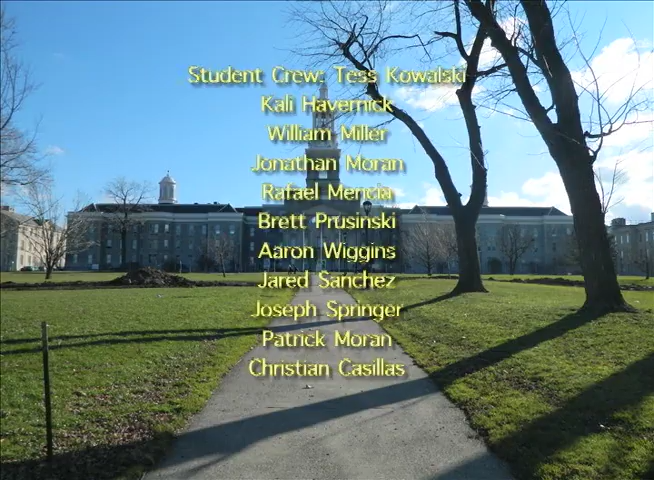 Student Crew: Tess Kowalski
Kali Havernick
William Miller
Jonathan Moran
Rafael Mencia
Brett Prusinski
Aaron Wiggins
Jared Sanchez
Joseph Springer
Patrick Moran
Christian Casillas